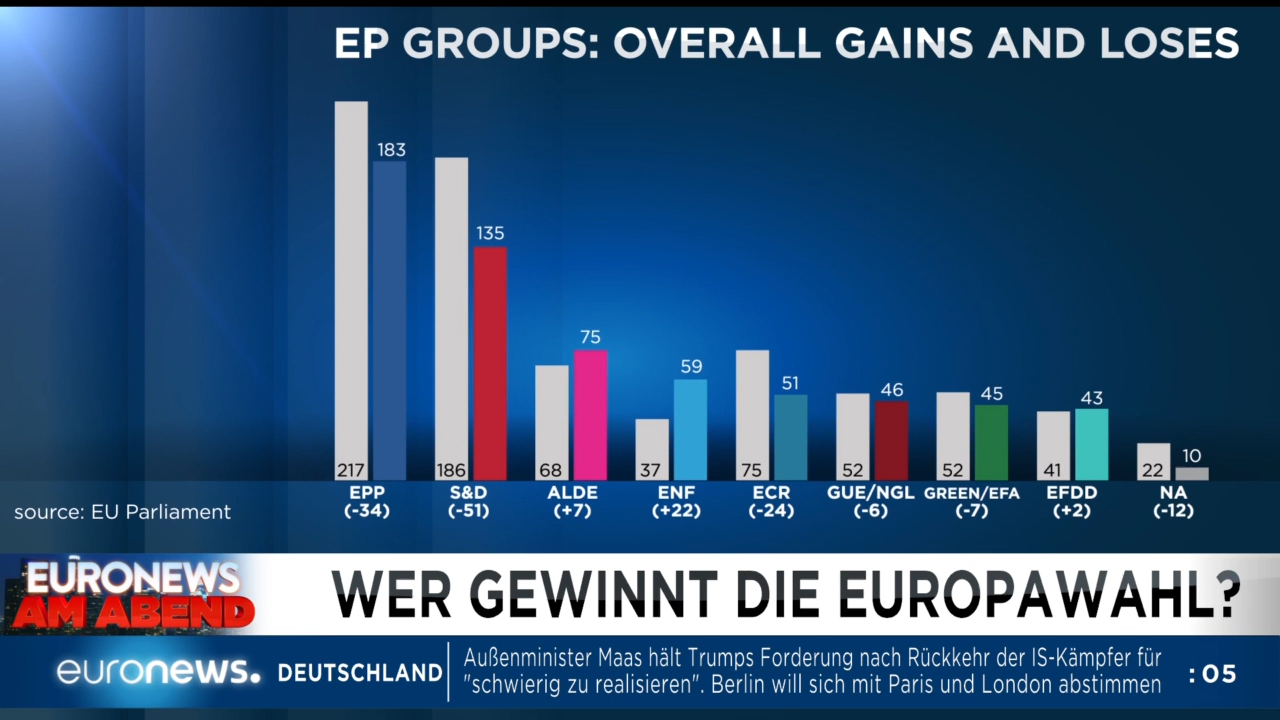 EP GROUPS: OVERALL GAINS AND LOSES
183
135
75
59
51
46
45
43
10
217
186
68
37
75
52
52
41
22
EPP
(-34)
S&D
(-51)
ALDE
(+7)
ENF
(+22)
ECR
(-24)
GUE/NGL
(-6)
GREEN/EFA
(-7)
EFDD
(+2)
NA
(-12)
source: EU Parliament
EURONEWS
AM ABEND
WER GEWINNT DIE EUROPAWAHL?
euronews.
DEUTSCHLAND
Außenminister Maas hält Trumps Forderung nach Rückkehr der IS-Kämpfer für
"schwierig zu realisieren". Berlin will sich mit Paris und London abstimmen
:05